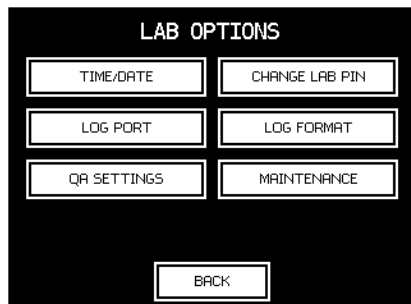 LAB OPTIONS
TIME/DATE CHANGE LAB PIN
LOG PORT LOG FORMAT
QA SETTINGS MAINTENANCE
BACK